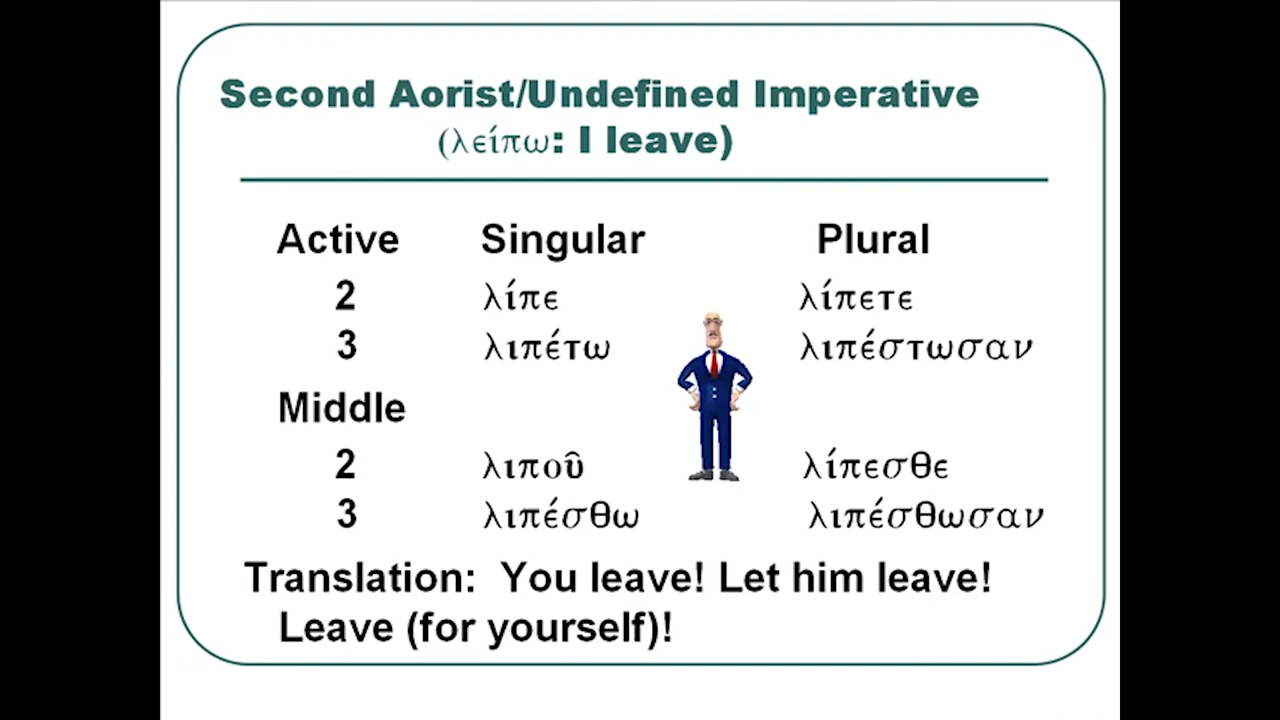 Second Aorist/Undefined Imperative
(λείπω: I leave)
Active Singular Plural
2 λίπε λίπετε
3 λιπέτω λιπέστωσαν
Middle
2 λιποῦ λίπεσθε
3 λιπέσθω λιπέσθωσαν
Translation: You leave! Let him leave!
Leave (for yourself)!